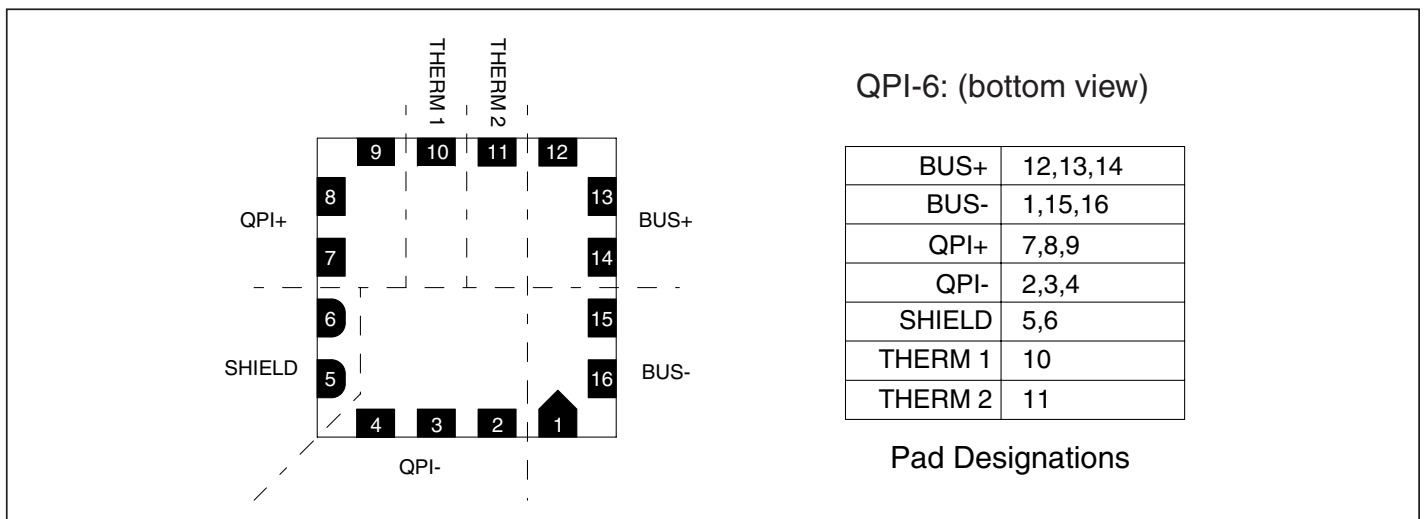 THERM 1
THERM 2
9
10
11
12
8
13
QPI+
BUS+
7
14
6
15
SHIELD
BUS-
5
16
4
3
2
1
QPI-
QPI-6: (bottom view)
BUS+ 12,13,14
BUS- 1,15,16
QPI+ 7,8,9
QPI- 2,3,4
SHIELD 5,6
THERM 1 10
THERM 2 11
Pad Designations